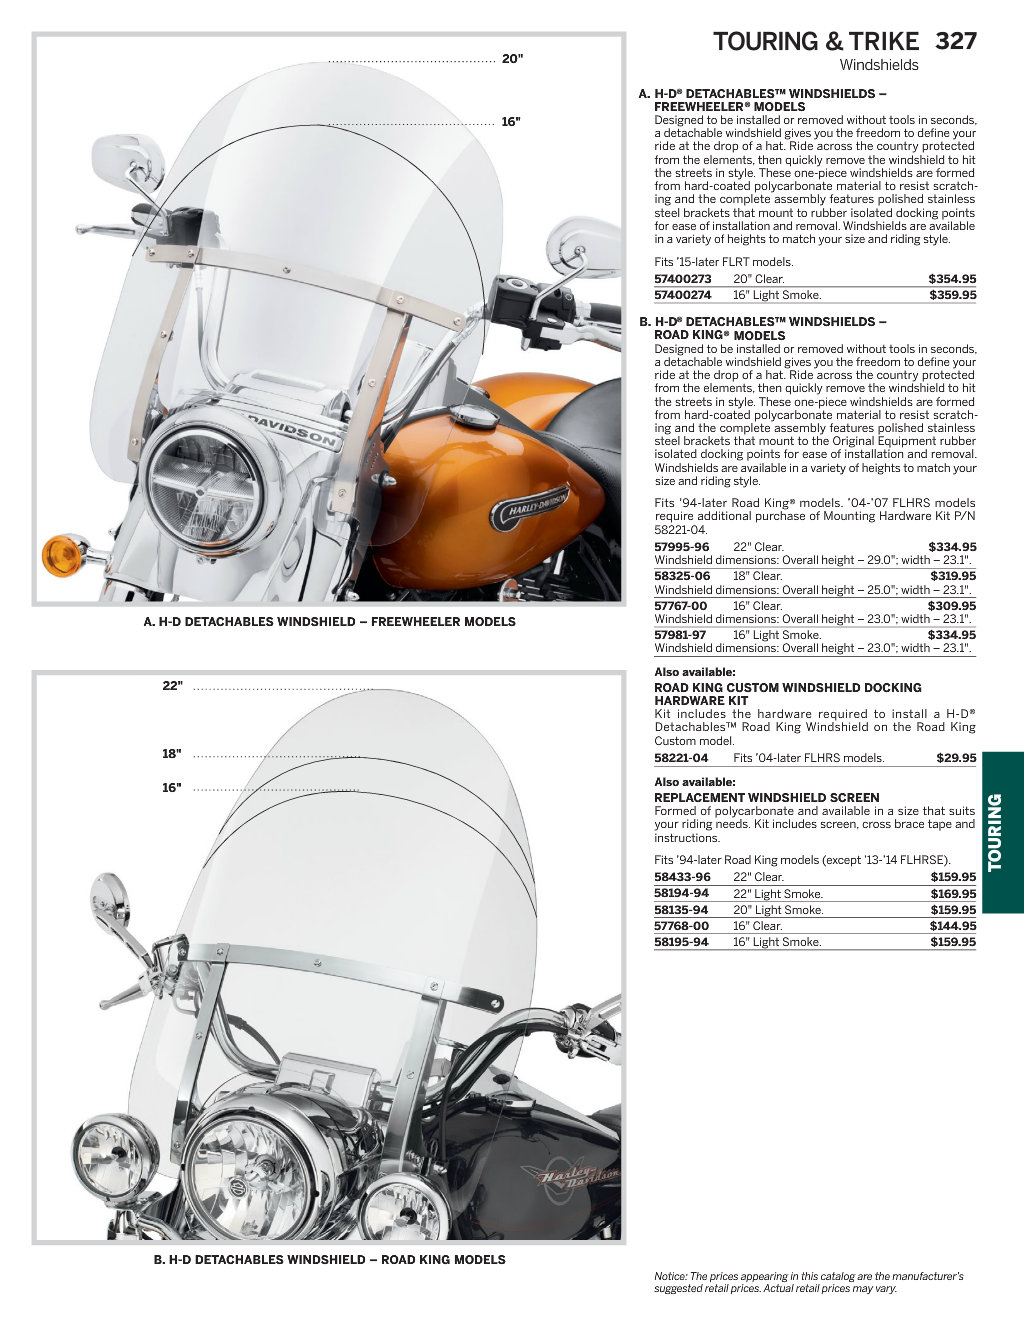 TOURING & TRIKE 327
Windshields
20"
16"
DAVIDSON
HARLEY-DAVIDSON
A. H-D DETACHABLES WINDSHIELD – FREEWHEELER MODELS
22"
18"
16"
Harley-
Davidson
B. H-D DETACHABLES WINDSHIELD – ROAD KING MODELS
A. H-D® DETACHABLES™ WINDSHIELDS –
FREEWHEELER® MODELS
Designed to be installed or removed without tools in seconds,
a detachable windshield gives you the freedom to define your
ride at the drop of a hat. Ride across the country protected
from the elements, then quickly remove the windshield to hit
the streets in style. These one-piece windshields are formed
from hard-coated polycarbonate material to resist scratch-
ing and the complete assembly features polished stainless
steel brackets that mount to rubber isolated docking points
for ease of installation and removal. Windshields are available
in a variety of heights to match your size and riding style.
Fits ’15-later FLRT models.
57400273 20" Clear. $354.95
57400274 16" Light Smoke. $359.95
B. H-D® DETACHABLES™ WINDSHIELDS –
ROAD KING® MODELS
Designed to be installed or removed without tools in seconds,
a detachable windshield gives you the freedom to define your
ride at the drop of a hat. Ride across the country protected
from the elements, then quickly remove the windshield to hit
the streets in style. These one-piece windshields are formed
from hard-coated polycarbonate material to resist scratch-
ing and the complete assembly features polished stainless
steel brackets that mount to the Original Equipment rubber
isolated docking points for ease of installation and removal.
Windshields are available in a variety of heights to match your
size and riding style.
Fits ’94-later Road King® models. ’04-’07 FLHRS models
require additional purchase of Mounting Hardware Kit P/N
58221-04.
57995-96 22" Clear. $334.95
Windshield dimensions: Overall height – 29.0"; width – 23.1".
58325-06 18" Clear. $319.95
Windshield dimensions: Overall height – 25.0"; width – 23.1".
57767-00 16" Clear. $309.95
Windshield dimensions: Overall height – 23.0"; width – 23.1".
57981-97 16" Light Smoke. $334.95
Windshield dimensions: Overall height – 23.0"; width – 23.1".
Also available:
ROAD KING CUSTOM WINDSHIELD DOCKING
HARDWARE KIT
Kit includes the hardware required to install a H-D®
Detachables™ Road King Windshield on the Road King
Custom model.
58221-04 Fits ’04-later FLHRS models. $29.95
Also available:
REPLACEMENT WINDSHIELD SCREEN
Formed of polycarbonate and available in a size that suits
your riding needs. Kit includes screen, cross brace tape and
instructions.
Fits ’94-later Road King models (except ’13-’14 FLHRSE).
58433-96 22" Clear. $159.95
58194-94 22" Light Smoke. $169.95
58135-94 20" Light Smoke. $159.95
57768-00 16" Clear. $144.95
58195-94 16" Light Smoke. $159.95
TOURING
Notice: The prices appearing in this catalog are the manufacturer’s
suggested retail prices. Actual retail prices may vary.